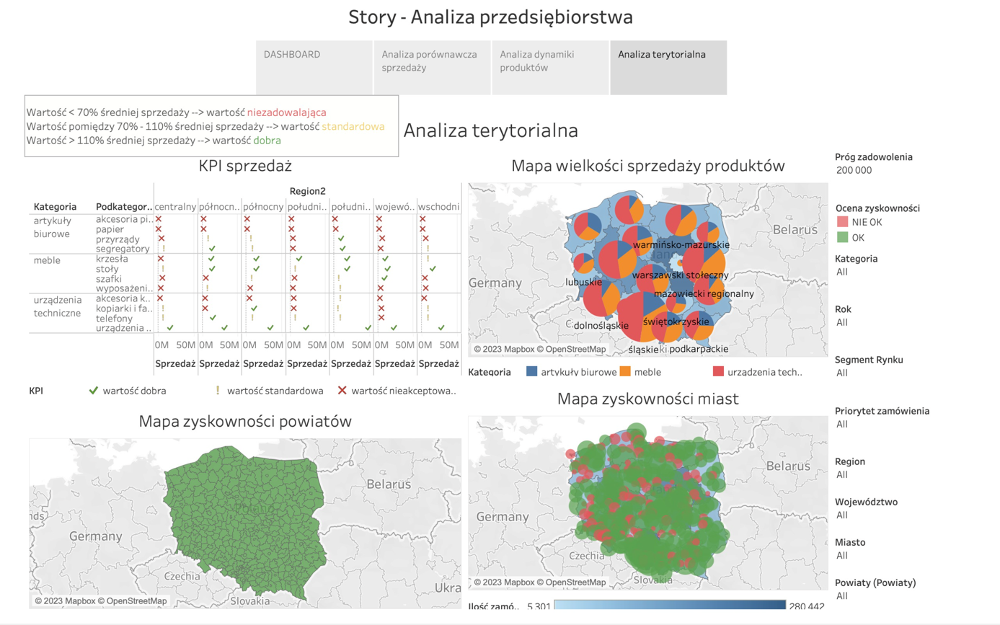 Story - Analiza przedsiębiorstwa
DASHBOARD
Analiza porównawcza
sprzedaży
Analiza dynamiki
produktów
Analiza terytorialna
Wartość < 70% średniej sprzedaży --> wartość niezadowalająca
Wartość pomiędzy 70% - 110% średniej sprzedaży --> wartość standardowa
Wartość > 110% średniej sprzedaży --> wartość dobra
Analiza terytorialna
KPI sprzedaż
Region2
Kategoria Podkategor.. centralny północn.. północny południ.. południ.. wojewó.. wschodni
artykuły
biurowe
akcesoria pi..
papier
przyrządy
segregatory
meble
krzesła
stoły
szafki
wyposażeni..
urządzenia
techniczne
akcesoria k..
kopiarki i fa..
telefony
urządzenia ..
0M 50M 0M 50M 0M 50M 0M 50M 0M 50M 0M 50M 0M 50M
Sprzedaż Sprzedaż Sprzedaż Sprzedaż Sprzedaż Sprzedaż Sprzedaż
KPI wartość dobra wartość standardowa wartość nieakceptowa..
Mapa wielkości sprzedaży produktów
Belarus
Germany
warmińsko-mazurskie
warszawski stołeczny
lubuskie
mazowiecki regionalny
dolnośląskie
świętokrzyskie
śląskie
podkarpackie
© 2023 Mapbox © OpenStreetMap
Kategoria artykuły biurowe meble urządzenia tech..
Mapa zyskowności powiatów
Belarus
nds
Germany
Poland
Czechia
Ukra
Slovakia
© 2023 Mapbox © OpenStreetMap
Mapa zyskowności miast
Belarus
Germany
Czechia
Slovakia
© 2023 Mapbox © OpenStreetMap
Ilość zamó.. 5 301 280 442
Próg zadowolenia
200 000
Ocena zyskowności
NIE OK
OK
Kategoria
All
Rok
All
Segment Rynku
All
Priorytet zamówienia
All
Region
All
Województwo
All
Miasto
All
Powiaty (Powiaty)
All